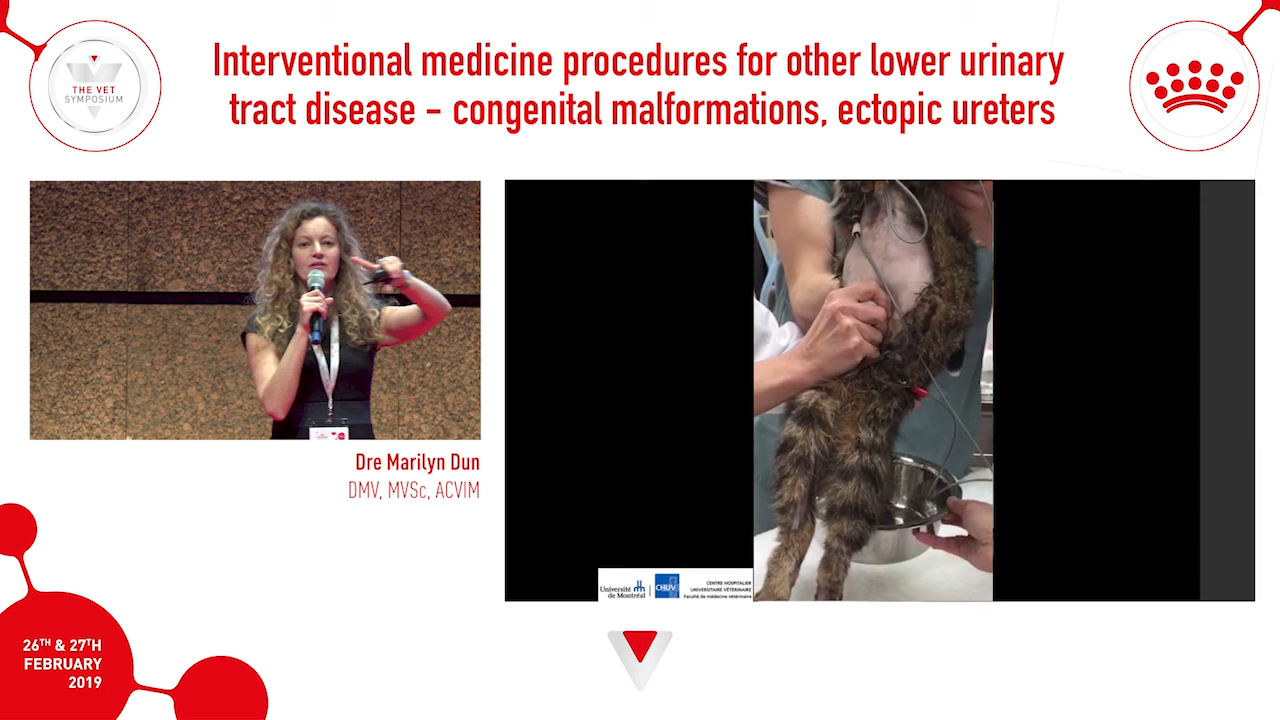 Interventional medicine procedures for other lower urinary
tract disease – congenital malformations, ectopic ureters
THE VET
SYMPOSIUM
Dre Marilyn Dun
DMV, MVSc, ACVIM
Université
de Montréal
CHUV
CENTRE HOSPITALIER
UNIVERSITAIRE VÉTÉRINAIRE
Faculté de médecine vétérinaire
26TH & 27TH
FEBRUARY
2019